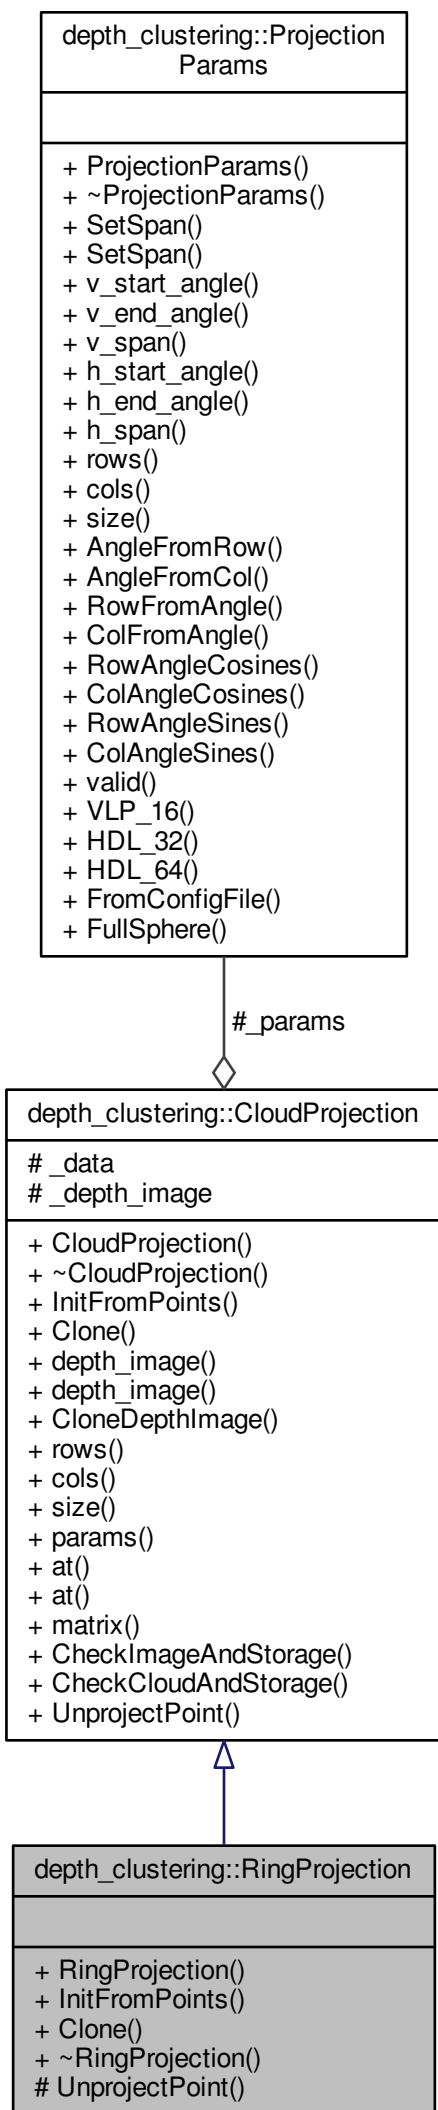 depth_clustering::Projection
Params
+ ProjectionParams()
+ ~ProjectionParams()
+ SetSpan()
+ SetSpan()
+ v_start_angle()
+ v_end_angle()
+ v_span()
+ h_start_angle()
+ h_end_angle()
+ h_span()
+ rows()
+ cols()
+ size()
+ AngleFromRow()
+ AngleFromCol()
+ RowFromAngle()
+ ColFromAngle()
+ RowAngleCosines()
+ ColAngleCosines()
+ RowAngleSines()
+ ColAngleSines()
+ valid()
+ VLP_16()
+ HDL_32()
+ HDL_64()
+ FromConfigFile()
+ FullSphere()
#_params
depth_clustering::CloudProjection
# _data
# _depth_image
+ CloudProjection()
+ ~CloudProjection()
+ InitFromPoints()
+ Clone()
+ depth_image()
+ depth_image()
+ CloneDepthImage()
+ rows()
+ cols()
+ size()
+ params()
+ at()
+ at()
+ matrix()
+ CheckImageAndStorage()
+ CheckCloudAndStorage()
+ UnprojectPoint()
depth_clustering::RingProjection
+ RingProjection()
+ InitFromPoints()
+ Clone()
+ ~RingProjection()
# UnprojectPoint()